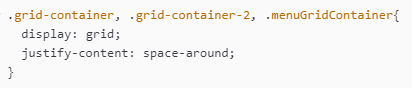 .grid-container, .grid-container-2, .menuGridContainer{
  display: grid;
  justify-content: space-around;
}